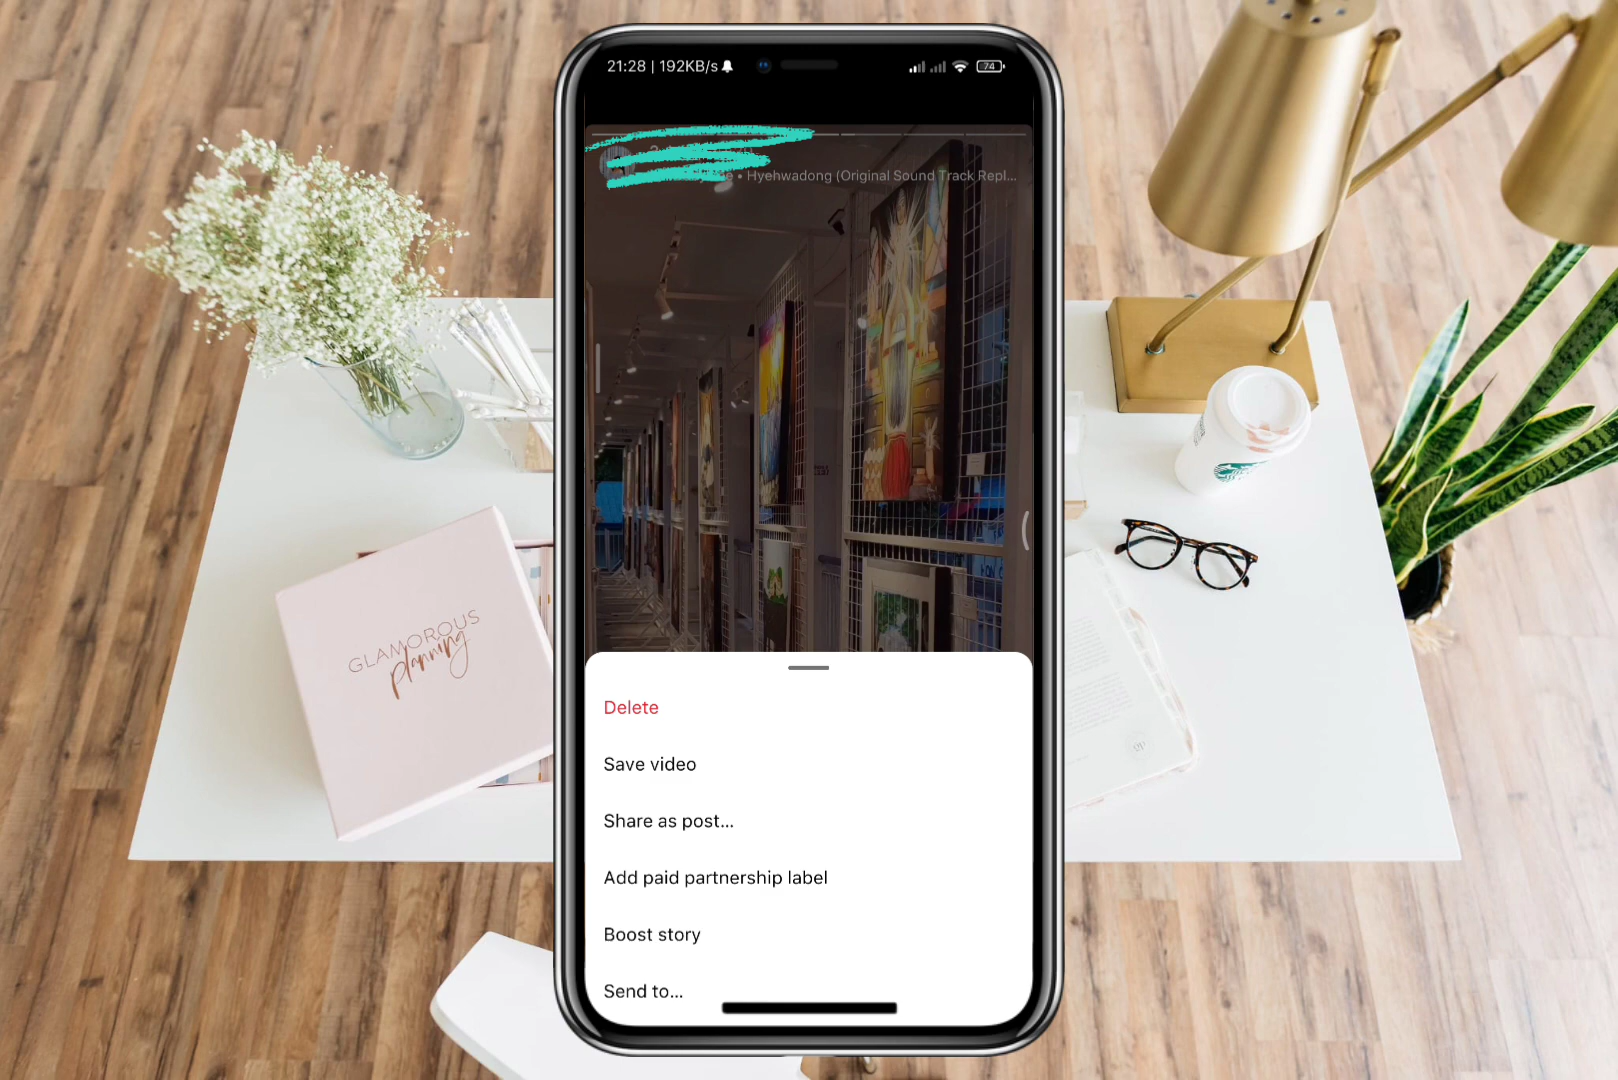 21:28 | 192KB/s
74
• Hyehwadong (Original Sound Track Repl...
GLAMOROUS
planning
Delete
Save video
Share as post...
Add paid partnership label
Boost story
Send to...